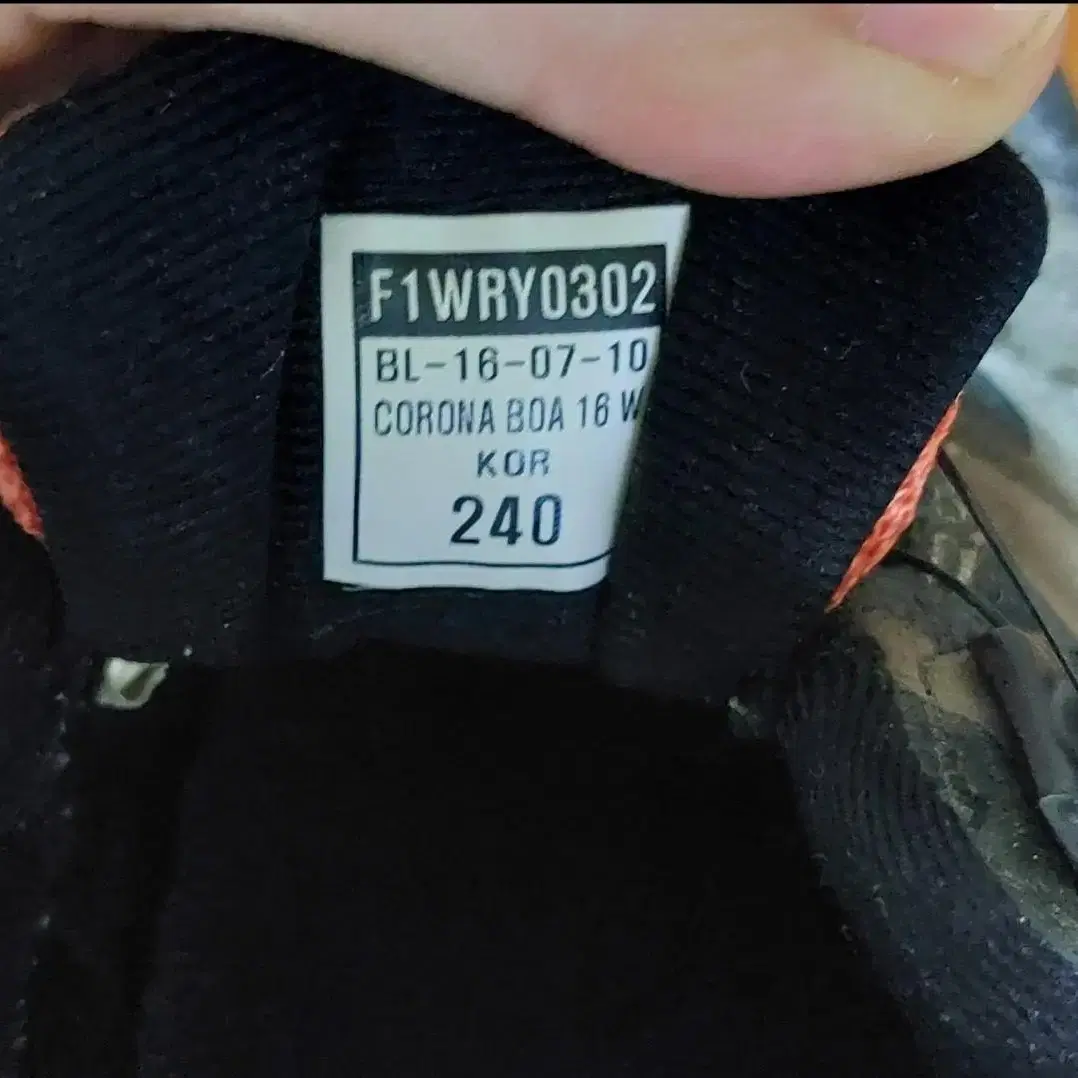 F1WRY0302
BL-16-07-10
CORONA BOA 16 W
KOR
240